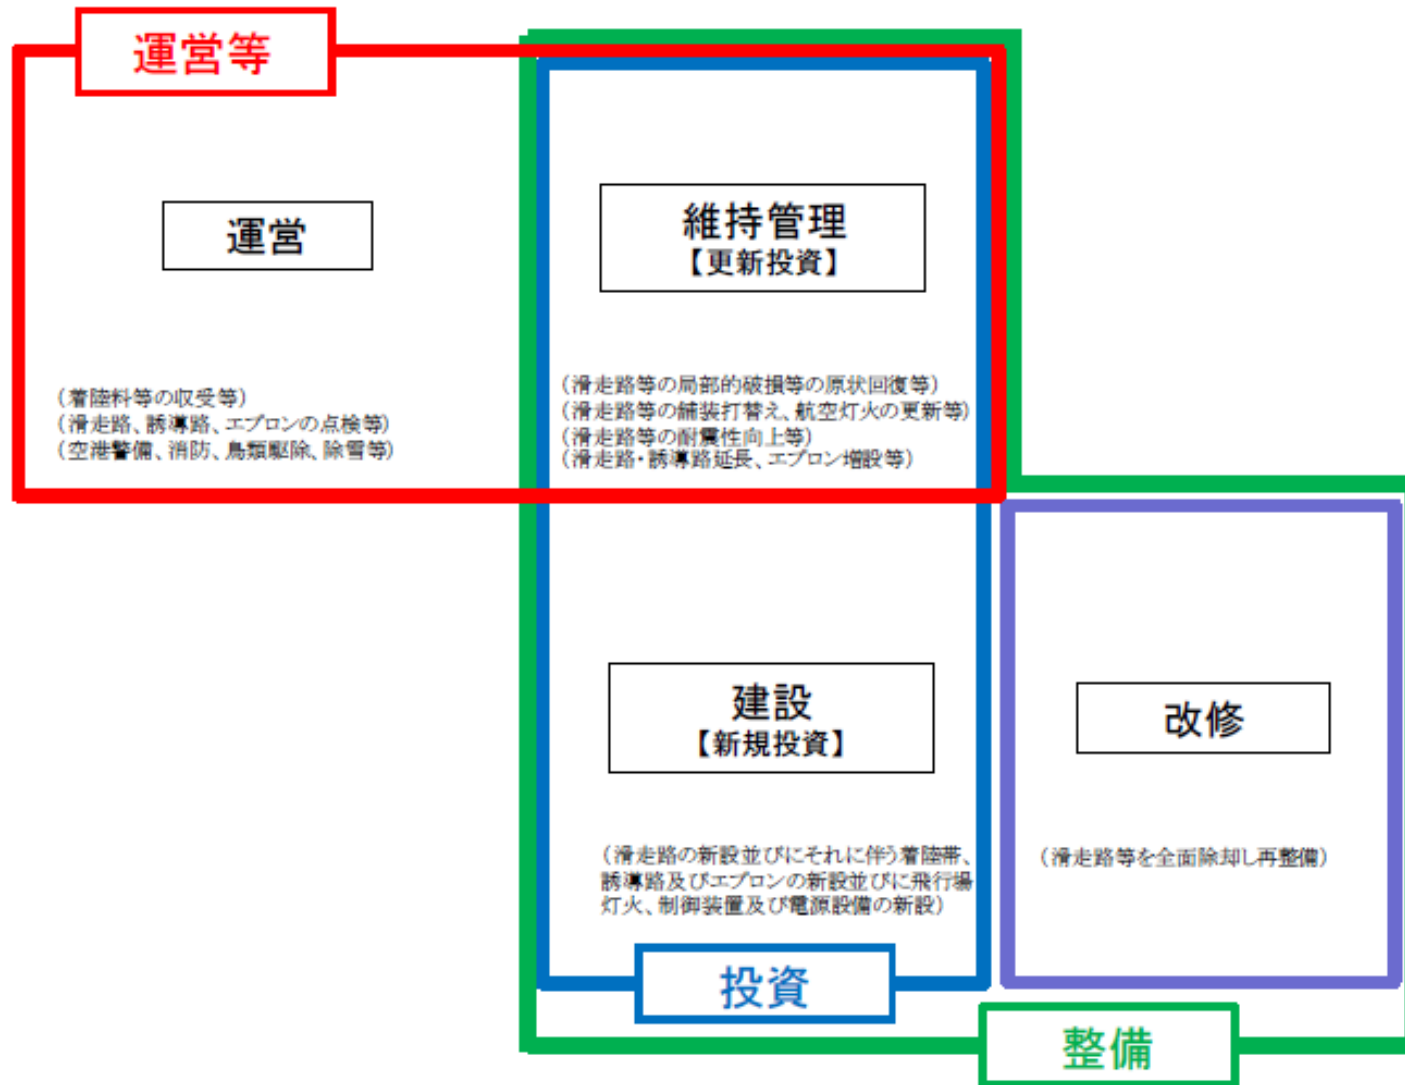 運営等
運営
(着陸料等の収受等)
(滑走路、誘導路、エプロンの点検等)
(空港警備、消防、鳥類駆除、除雪等)
維持管理
【更新投資】
(滑走路等の局部的破損等の原状回復等)
(滑走路等の舗装打替え、航空灯火の更新等)
(滑走路等の耐震性向上等)
(滑走路・誘導路延長、エプロン増設等)
建設
【新規投資】
(滑走路の新設並びにそれに伴う着陸帯、
誘導路及びエプロンの新設並びに飛行場
灯火、制御装置及び電源設備の新設)
改修
(滑走路等を全面除却し再整備)
投資
整備